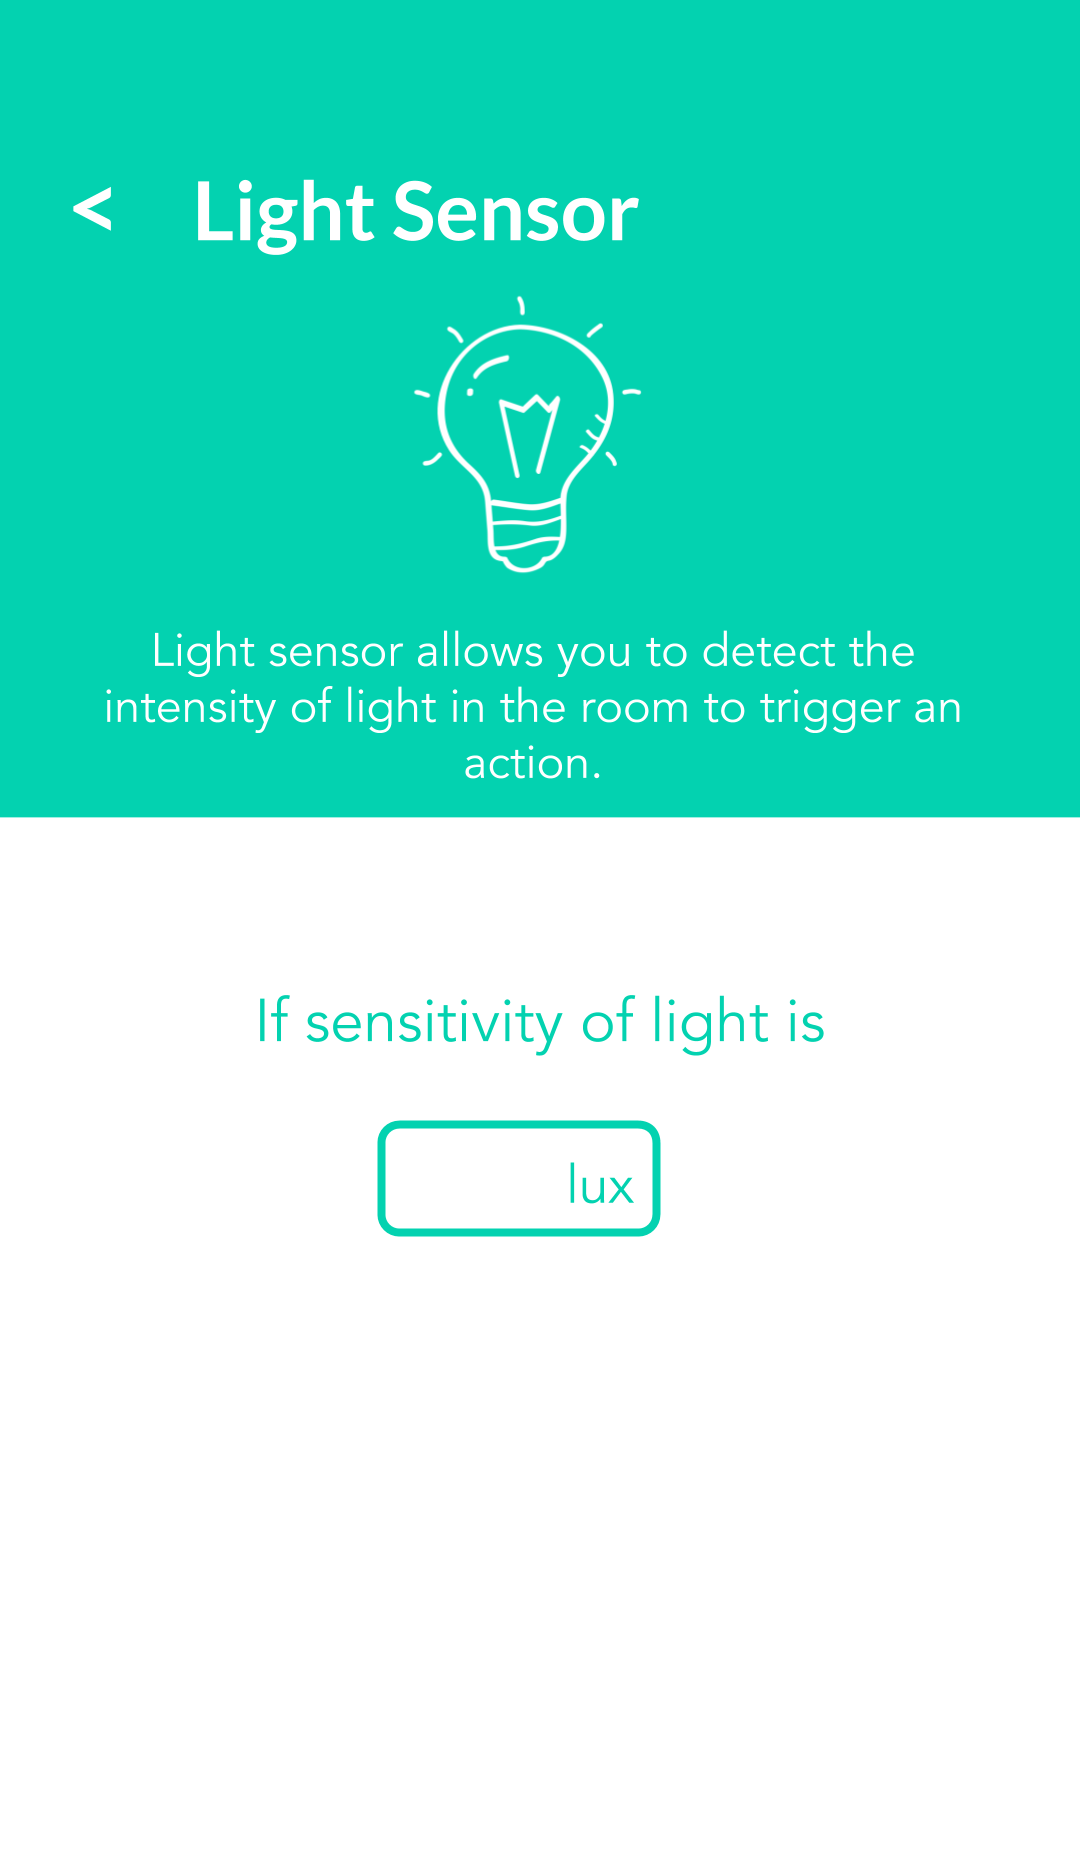 < Light Sensor
Light sensor allows you to detect the
intensity of light in the room to trigger an
action.
If sensitivity of light is
lux